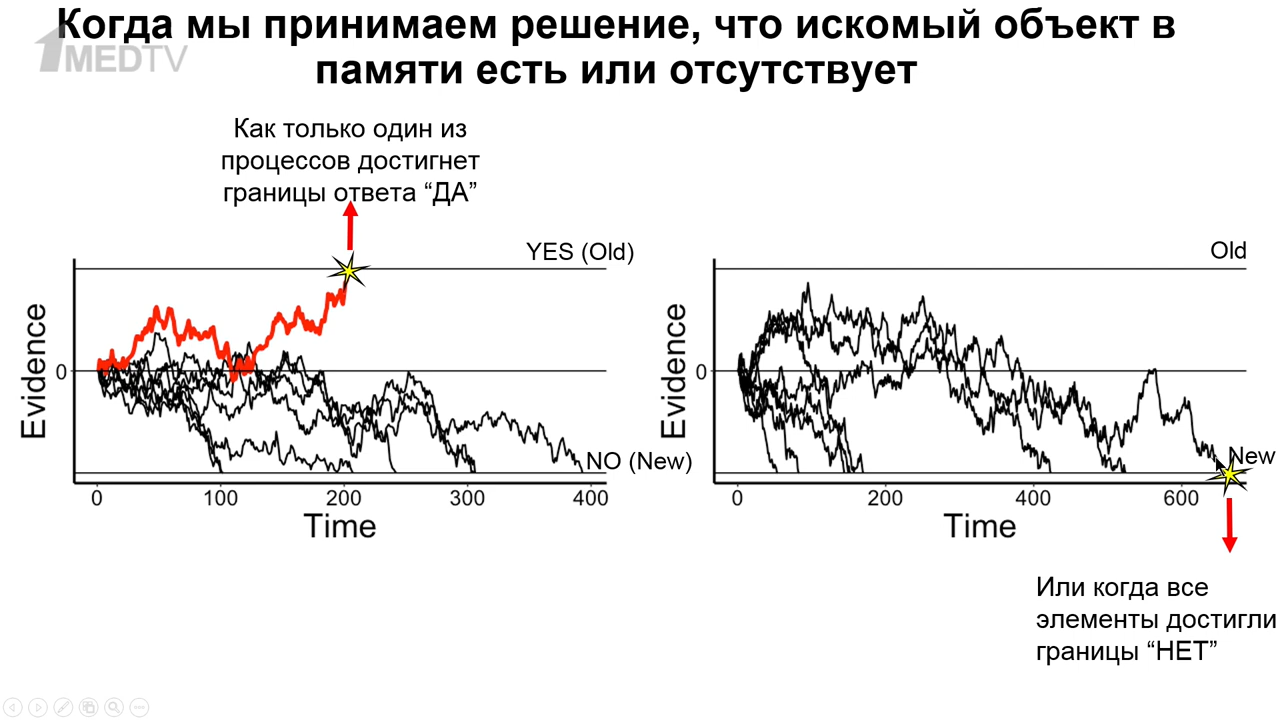 Когда мы принимаем решение, что искомый объект в
памяти есть или отсутствует
1MEDTV
Как только один из
процессов достигнет
границы ответа “ДА”
YES (Old)
Evidence
0
NO (New)
0 100 200 300 400
Time
Old
Evidence
0
New
0 200 400 600
Time
Или когда все
элементы достигли
границы “НЕТ”